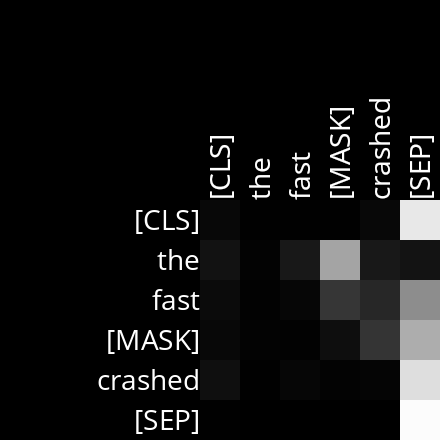 [CLS] the fast [MASK] crashed [SEP]
[CLS]
the
fast
[MASK]
crashed
[SEP]